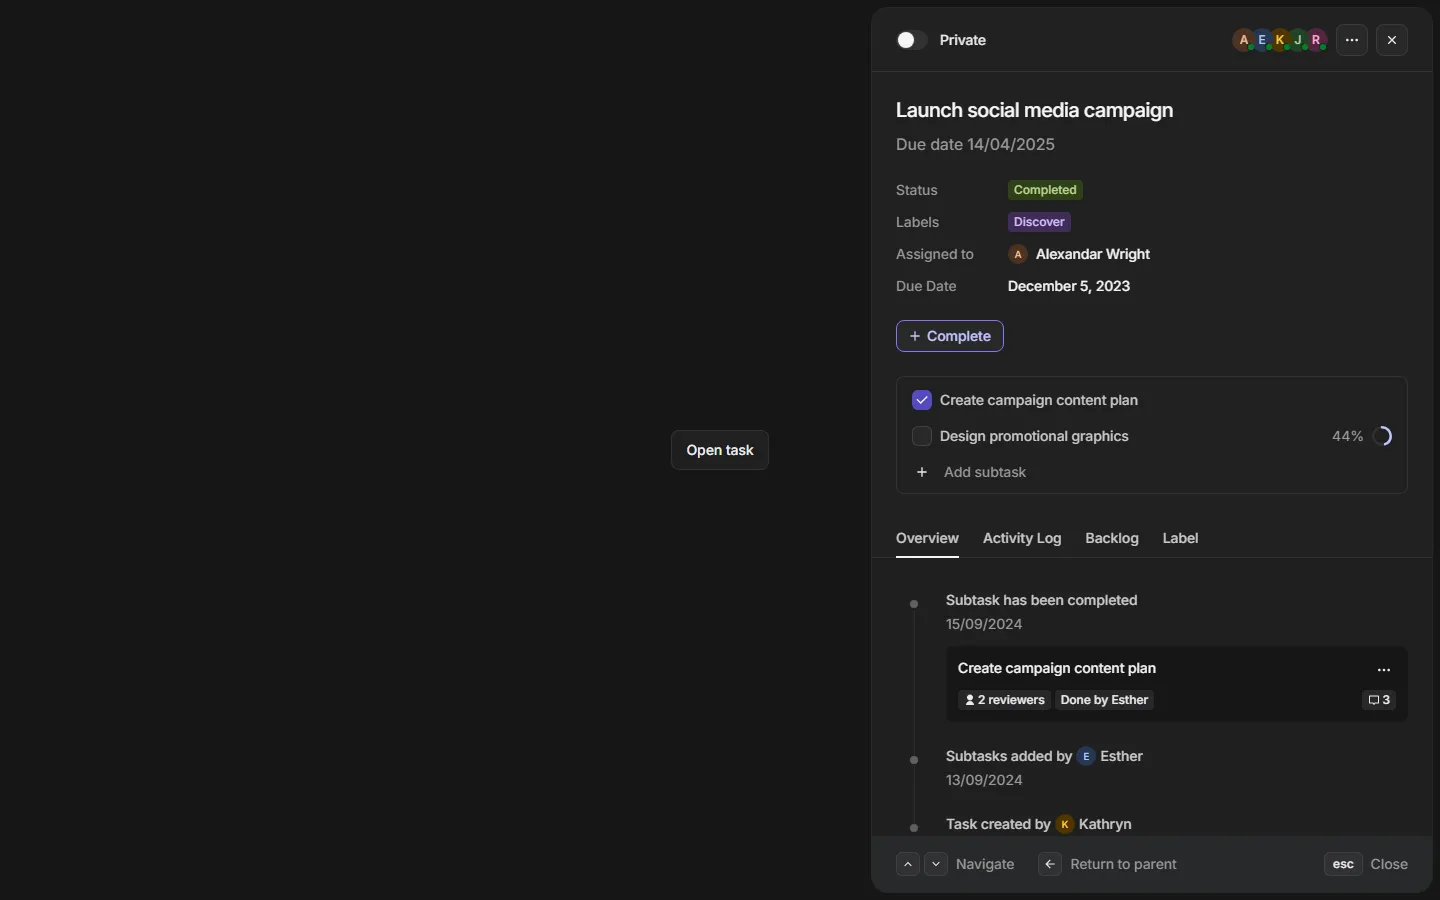 Private
A E K J R
Launch social media campaign
Due date 14/04/2025
Status Completed
Labels Discover
Assigned to A Alexandar Wright
Due Date December 5, 2023
+ Complete
Create campaign content plan
Design promotional graphics 44%
+ Add subtask
Open task
Overview Activity Log Backlog Label
Subtask has been completed
15/09/2024
Create campaign content plan
2 reviewers Done by Esther 3
Subtasks added by E Esther
13/09/2024
Task created by K Kathryn
Navigate Return to parent esc Close